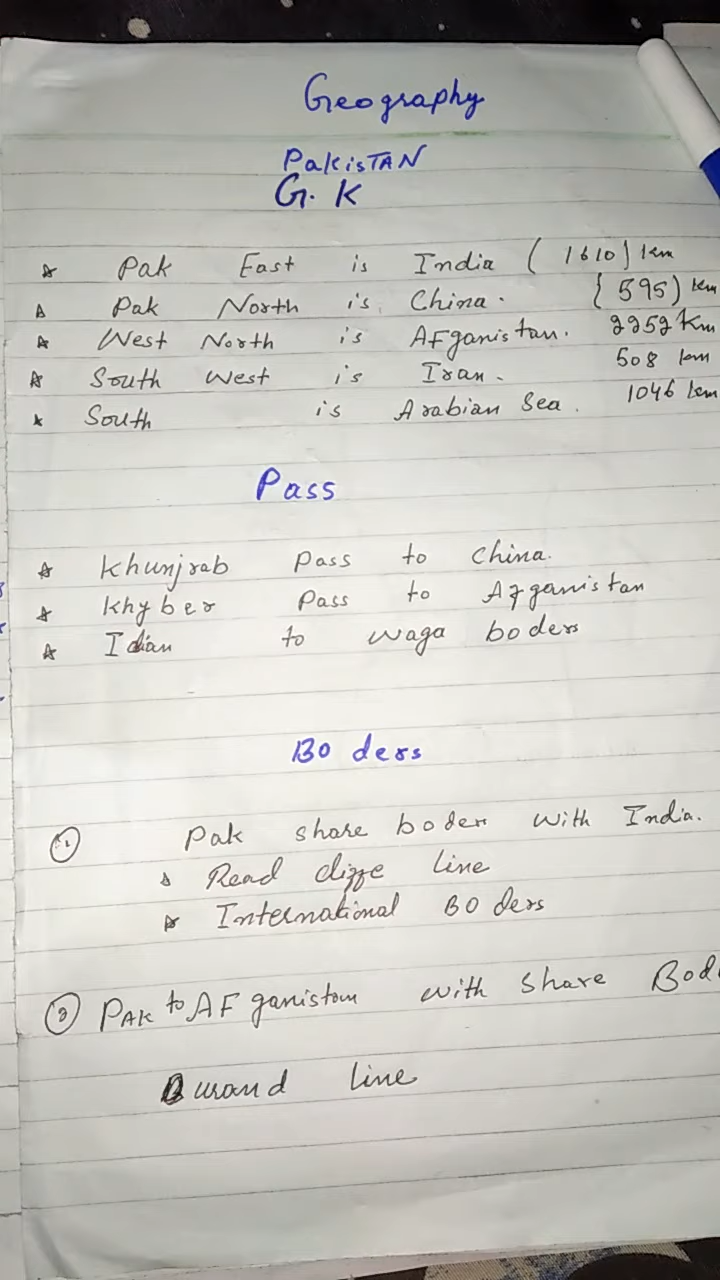 Geography
PakisTAN
G. K
Pak East is India ( 1610 ) km
Pak North is China. { 595) km
West North is AFganistan. 2252 Km
South West is Iran. 508 km
South is Arabian Sea. 1046 km
Pass
Khunjrab Pass to China.
Khyber Pass to Afganistan
Idian to waga boders
Boders
(1) Pak share boder with India.
Read cliffe line
International Boders
(2) PAK to AFganistan with share Bod
Durand line